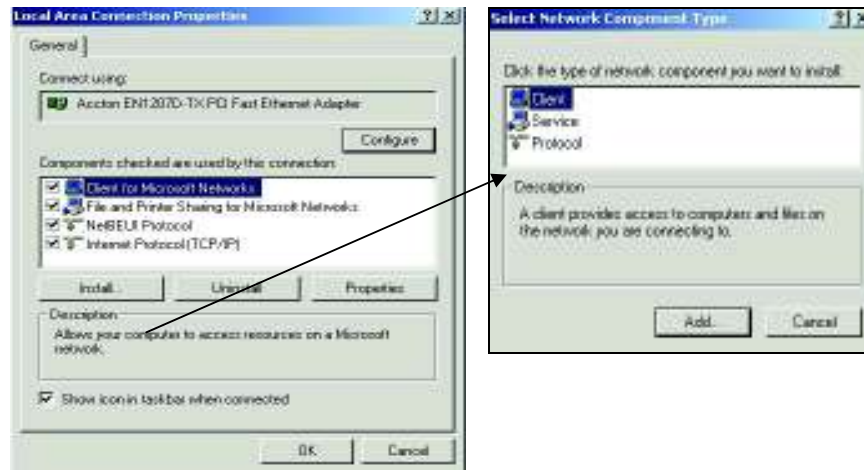 Local Area Connection Properties
General
Connect using:
Accton EN1207D-TX PCI Fast Ethernet Adapter
Configure
Components checked are used by this connection:
Client for Microsoft Networks
File and Printer Sharing for Microsoft Networks
NetBEUI Protocol
Internet Protocol (TCP/IP)
Install...
Uninstall
Properties
Description
Allows your computer to access resources on a Microsoft
network.
Show icon in taskbar when connected
OK
Cancel
Select Network Component Type
Click the type of network component you want to install:
Client
Service
Protocol
Description
A client provides access to computers and files on
the network you are connecting to.
Add...
Cancel